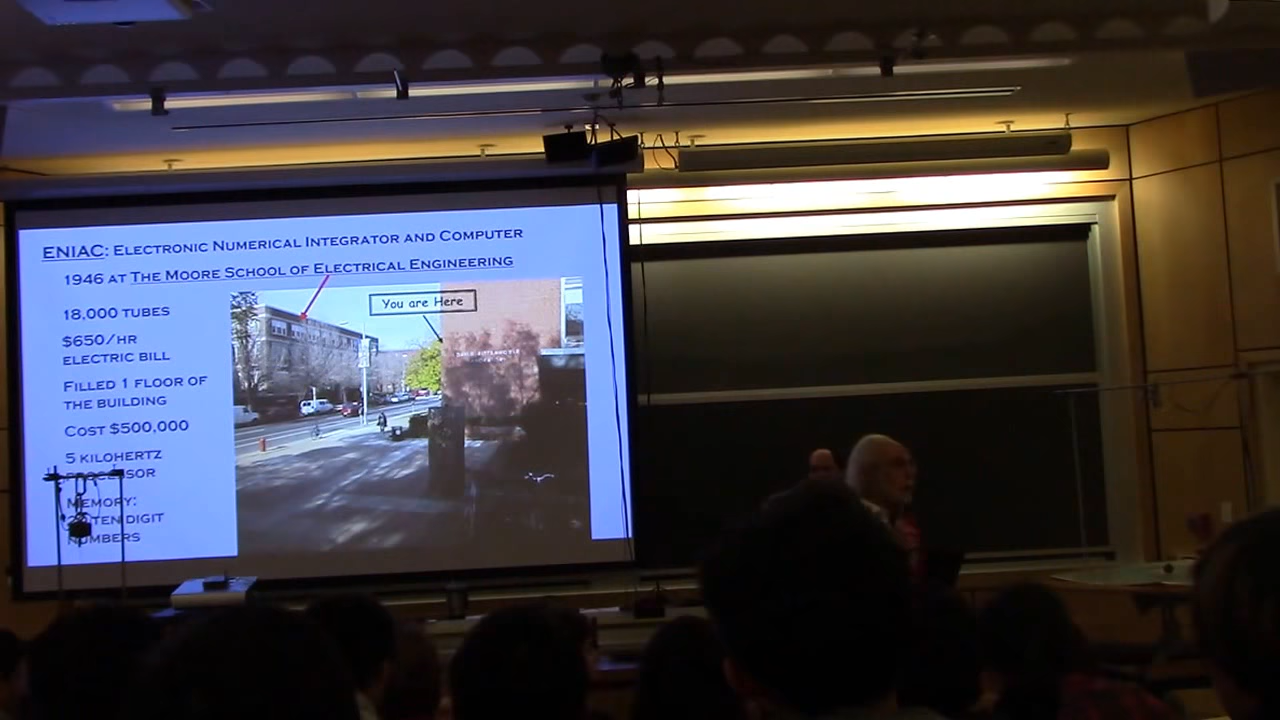 ENIAC: ELECTRONIC NUMERICAL INTEGRATOR AND COMPUTER
1946 AT THE MOORE SCHOOL OF ELECTRICAL ENGINEERING
18,000 TUBES
$650/HR
ELECTRIC BILL
FILLED 1 FLOOR OF
THE BUILDING
COST $500,000
5 KILOHERTZ
PROCESSOR
MEMORY:
TEN DIGIT
NUMBERS
You are Here